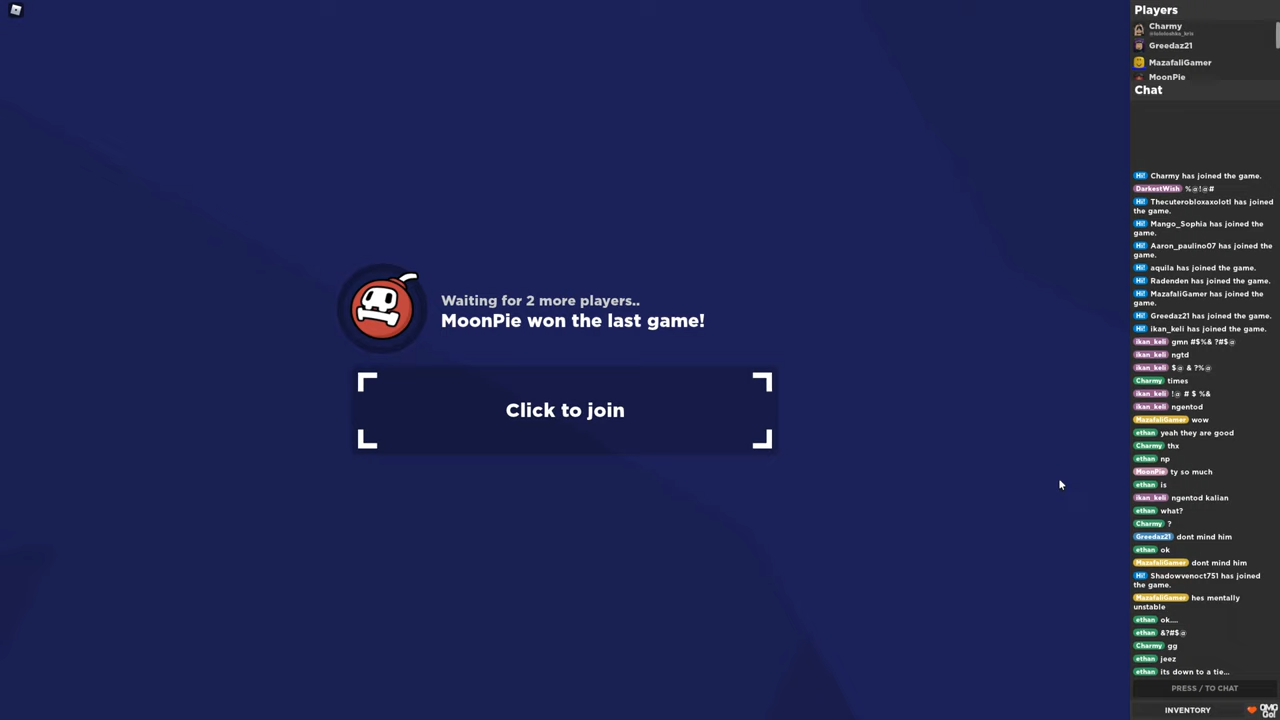 Players
Charmy
Greedaz21
MazafaliGamer
MoonPie
Chat
Hi! Charmy has joined the game.
DarkestWish %@!@#
Hi! Thecuterobloxaxolotl has joined
the game.
Hi! Mango_Sophia has joined the
game.
Hi! Aaron_paulino07 has joined the
game.
Hi! aquila has joined the game.
Hi! Radenden has joined the game.
Hi! MazafaliGamer has joined the
game.
Hi! Greedaz21 has joined the game.
Hi! ikan_keli has joined the game.
ikan_keli gmn #$%& ?#$@
ikan_keli ngtd
ikan_keli $@ & ?%@
Charmy times
ikan_keli !@ # $ %&
ikan_keli ngentod
MazafaliGamer wow
ethan yeah they are good
Charmy thx
ethan np
MoonPie ty so much
ethan is
ikan_keli ngentod kalian
ethan what?
Charmy ?
Greedaz21 dont mind him
ethan ok
MazafaliGamer dont mind him
Hi! Shadowvenoct751 has joined
the game.
MazafaliGamer hes mentally
unstable
ethan ok....
ethan &?#$@
Charmy gg
ethan jeez
ethan its down to a tie...
PRESS / TO CHAT
INVENTORY
OMG
Waiting for 2 more players..
MoonPie won the last game!
Click to join